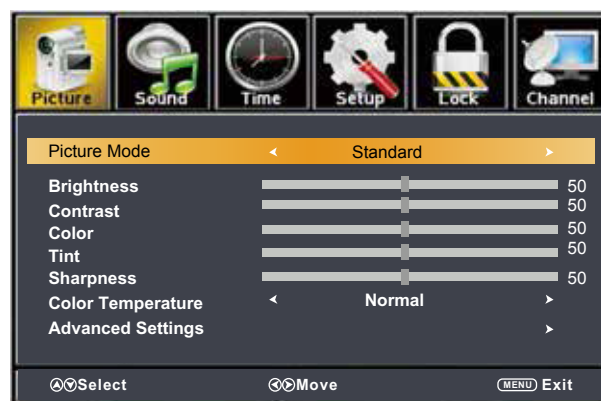 Picture Sound Time Setup Lock Channel
Picture Mode Standard
Brightness 50
Contrast 50
Color 50
Tint 50
Sharpness 50
Color Temperature Normal
Advanced Settings
Select Move MENU Exit